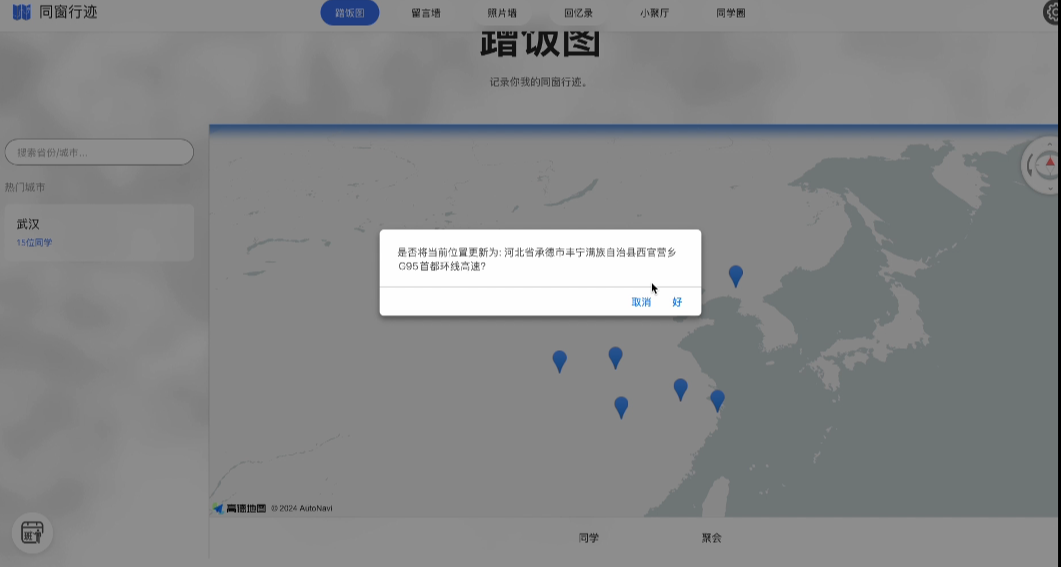 同窗行迹
蹭饭图
留言墙
照片墙
回忆录
小聚厅
同学圈
蹭饭图
记录你我的同窗行迹。
搜索省份/城市...
热门城市
武汉
15位同学
是否将当前位置更新为: 河北省承德市丰宁满族自治县西官营乡
G95首都环线高速?
取消
好
高德地图 © 2024 AutoNavi
同学
聚会